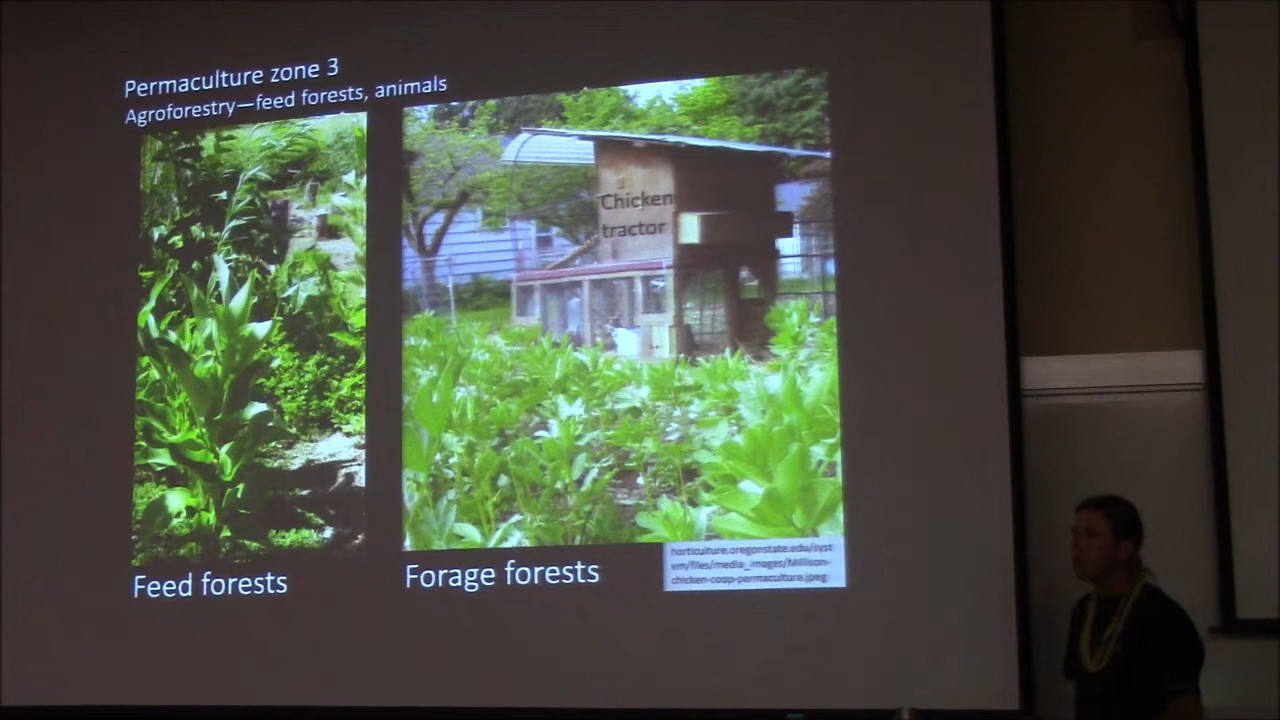 Permaculture zone 3
Agroforestry—feed forests, animals
Chicken
tractor
Feed forests
Forage forests
horticulture.oregonstate.edu/syst
em/files/media_images/Millison-
chicken-coop-permaculture.jpeg